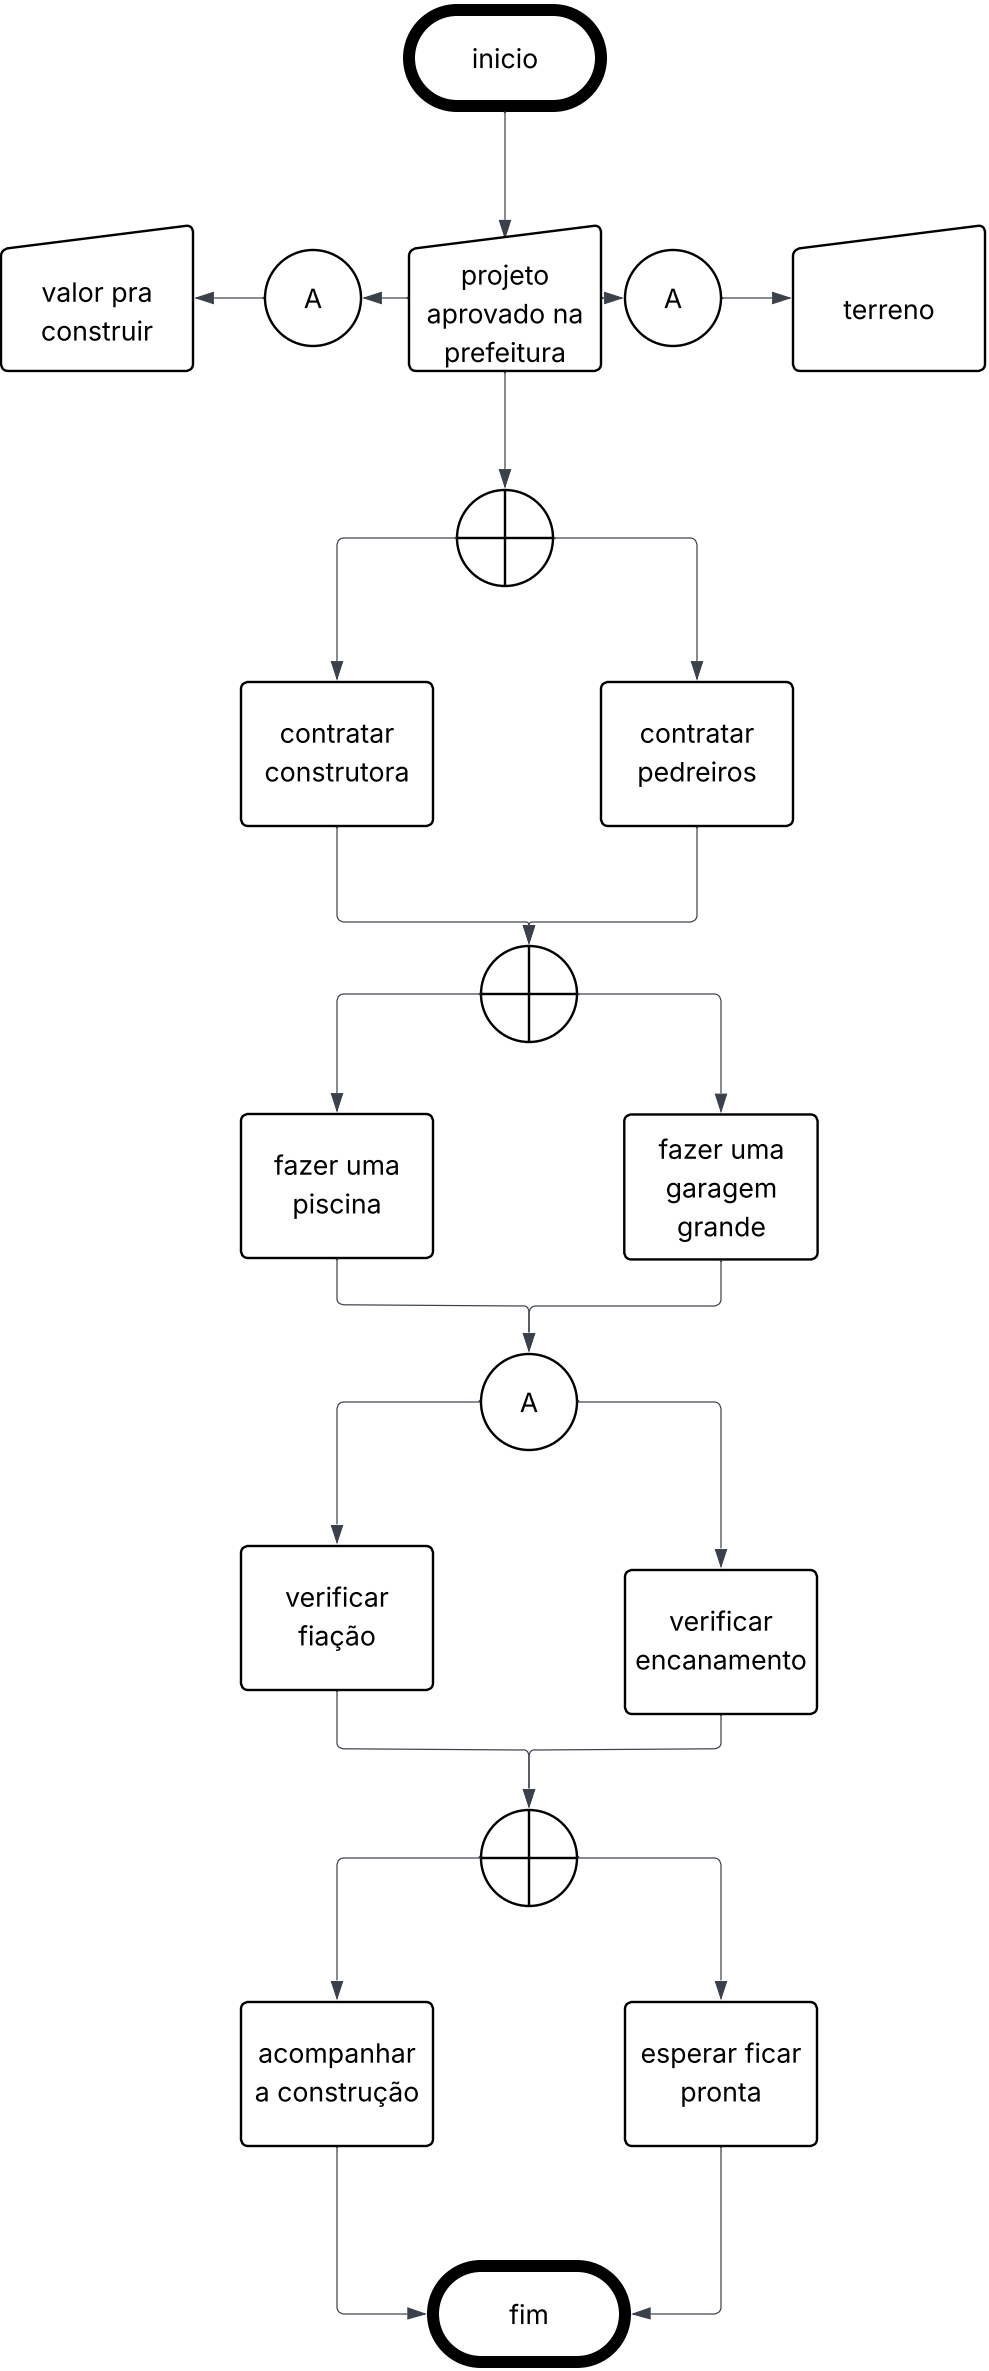 inicio
valor pra
construir
A
projeto
aprovado na
prefeitura
A
terreno
contratar
construtora
contratar
pedreiros
fazer uma
piscina
fazer uma
garagem
grande
A
verificar
fiação
verificar
encanamento
acompanhar
a construção
esperar ficar
pronta
fim